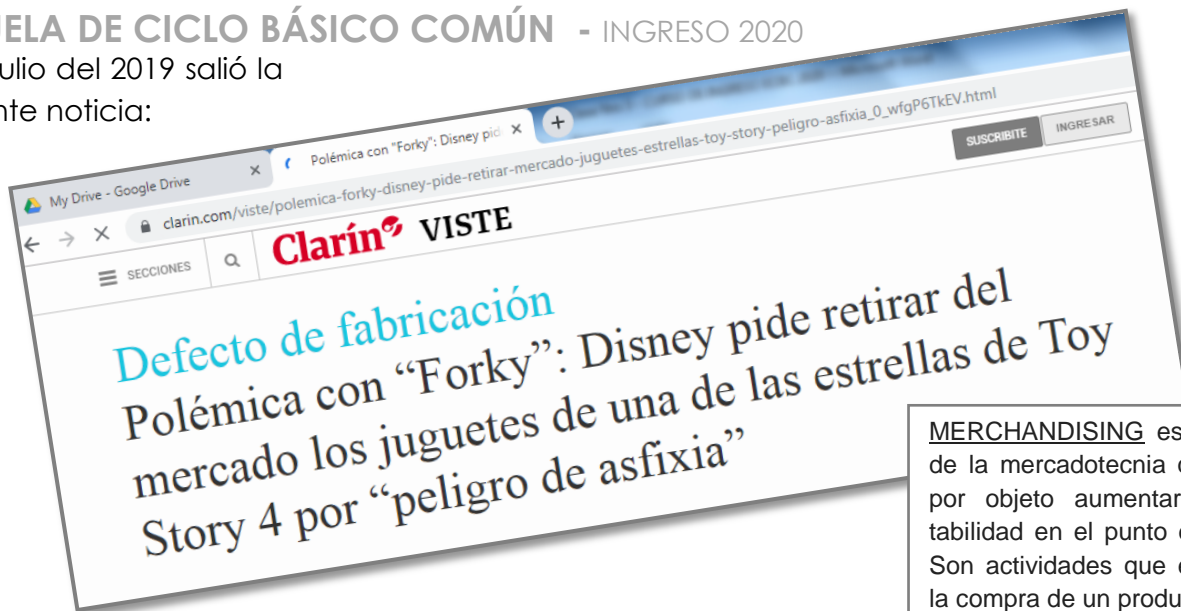 ELA DE CICLO BÁSICO COMÚN - INGRESO 2020
ulio del 2019 salió la
nte noticia:
My Drive - Google Drive
Polémica con "Forky": Disney pid
clarin.com/viste/polemica-forky-disney-pide-retirar-mercado-juguetes-estrellas-toy-story-peligro-asfixia_0_wfgP6TkEV.html
SECCIONES
Clarín VISTE
SUSCRIBITE
INGRESAR
Defecto de fabricación
Polémica con “Forky”: Disney pide retirar del
mercado los juguetes de una de las estrellas de Toy
Story 4 por “peligro de asfixia”
MERCHANDISING es
de la mercadotecnia
por objeto aumentar
tabilidad en el punto
Son actividades que
la compra de un produ